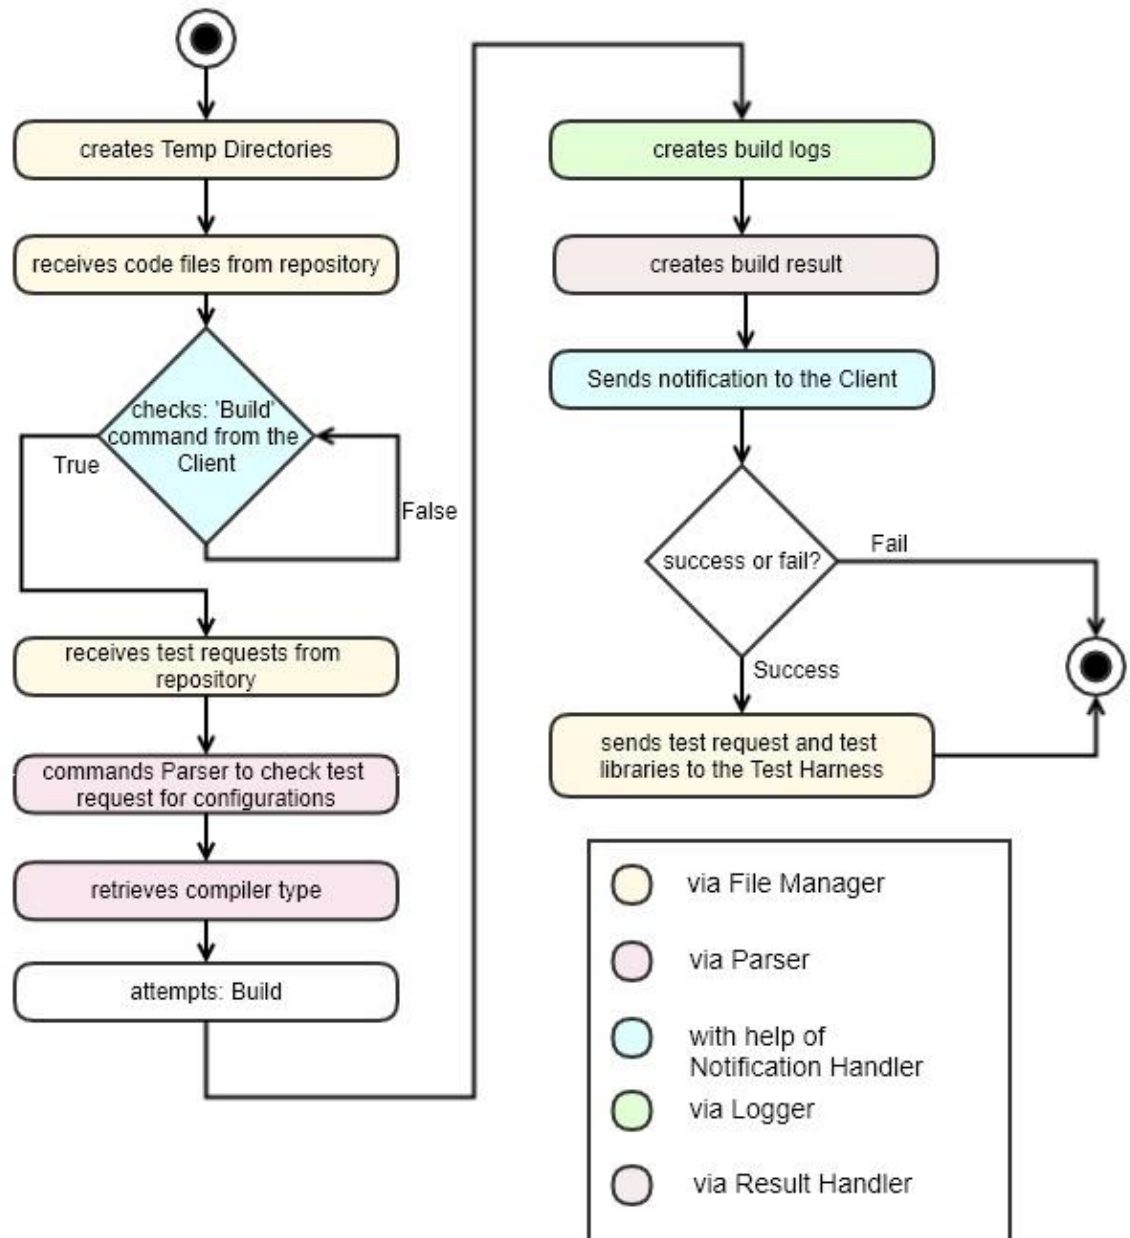 creates Temp Directories
receives code files from repository
checks: 'Build'
command from the
Client
True
False
receives test requests from
repository
commands Parser to check test
request for configurations
retrieves compiler type
attempts: Build
creates build logs
creates build result
Sends notification to the Client
success or fail?
Fail
Success
sends test request and test
libraries to the Test Harness
via File Manager
via Parser
with help of
Notification Handler
via Logger
via Result Handler